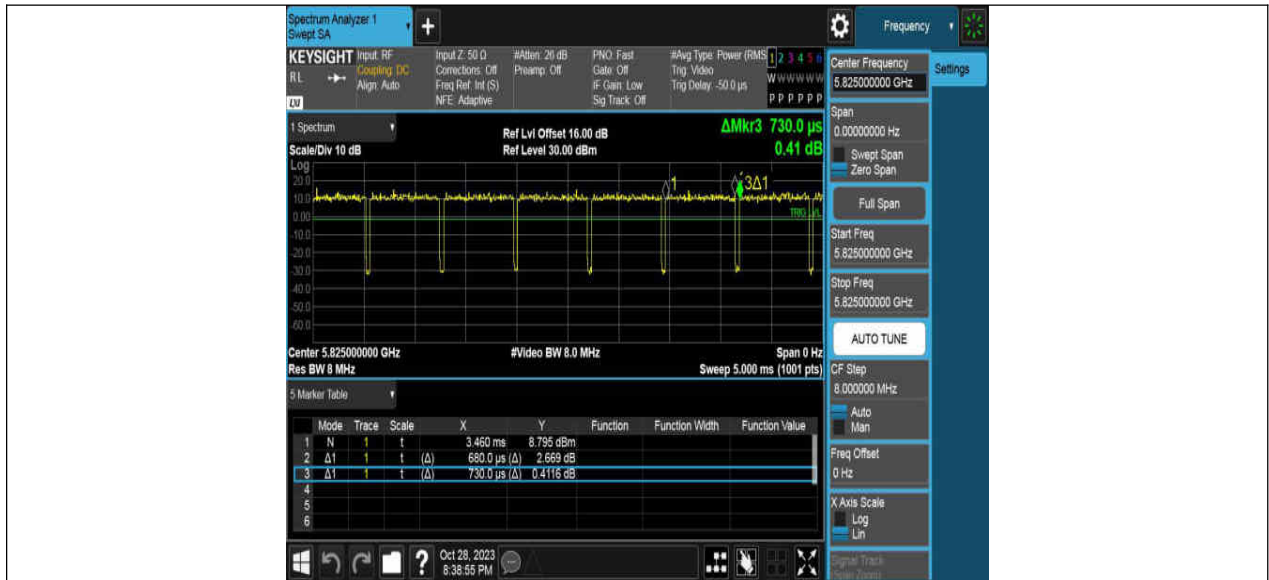 Spectrum Analyzer 1
Swept SA
Frequency
KEYSIGHT
RL
LXI
Input: RF
Coupling: DC
Align: Auto
Input Z: 50 Ω
Corrections: Off
Freq Ref: Int (S)
NFE: Adaptive
#Atten: 26 dB
Preamp: Off
PNO: Fast
Gate: Off
IF Gain: Low
Sig Track: Off
#Avg Type: Power (RMS
Trig: Video
Trig Delay: -50.0 µs
1 2 3 4 5 6
W W W W W W
P P P P P P
Center Frequency
5.825000000 GHz
Settings
1 Spectrum
Scale/Div 10 dB
Ref Lvl Offset 16.00 dB
Ref Level 30.00 dBm
ΔMkr3 730.0 µs
0.41 dB
Log
20.0
10.0
0.00
-10.0
-20.0
-30.0
-40.0
-50.0
-60.0
1
3Δ1
TRIG LVL
Center 5.825000000 GHz
#Video BW 8.0 MHz
Span 0 Hz
Res BW 8 MHz
Sweep 5.000 ms (1001 pts)
Span
0.00000000 Hz
Swept Span
Zero Span
Full Span
Start Freq
5.825000000 GHz
Stop Freq
5.825000000 GHz
AUTO TUNE
CF Step
8.000000 MHz
Auto
Man
Freq Offset
0 Hz
X Axis Scale
Log
Lin
Signal Track
(Span Zoom)
5 Marker Table
Mode Trace Scale X Y Function Function Width Function Value
1 N 1 t 3.460 ms 8.795 dBm
2 Δ1 1 t (Δ) 680.0 µs (Δ) 2.669 dB
3 Δ1 1 t (Δ) 730.0 µs (Δ) 0.4116 dB
4
5
6
?
Oct 28, 2023
8:38:55 PM